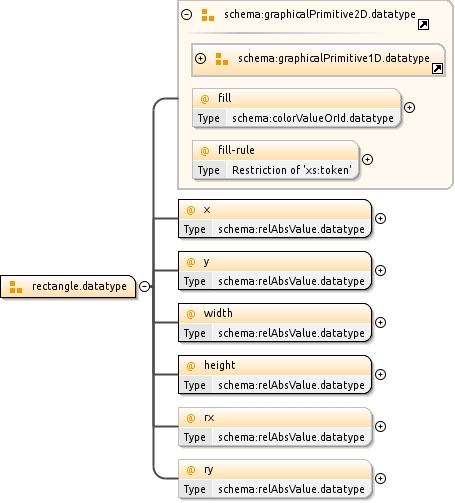 schema:graphicalPrimitive2D.datatype
schema:graphicalPrimitive1D.datatype
@ fill
Type schema:colorValueOrId.datatype
@ fill-rule
Type Restriction of 'xs:token'
@ x
Type schema:relAbsValue.datatype
@ y
Type schema:relAbsValue.datatype
rectangle.datatype
@ width
Type schema:relAbsValue.datatype
@ height
Type schema:relAbsValue.datatype
@ rx
Type schema:relAbsValue.datatype
@ ry
Type schema:relAbsValue.datatype